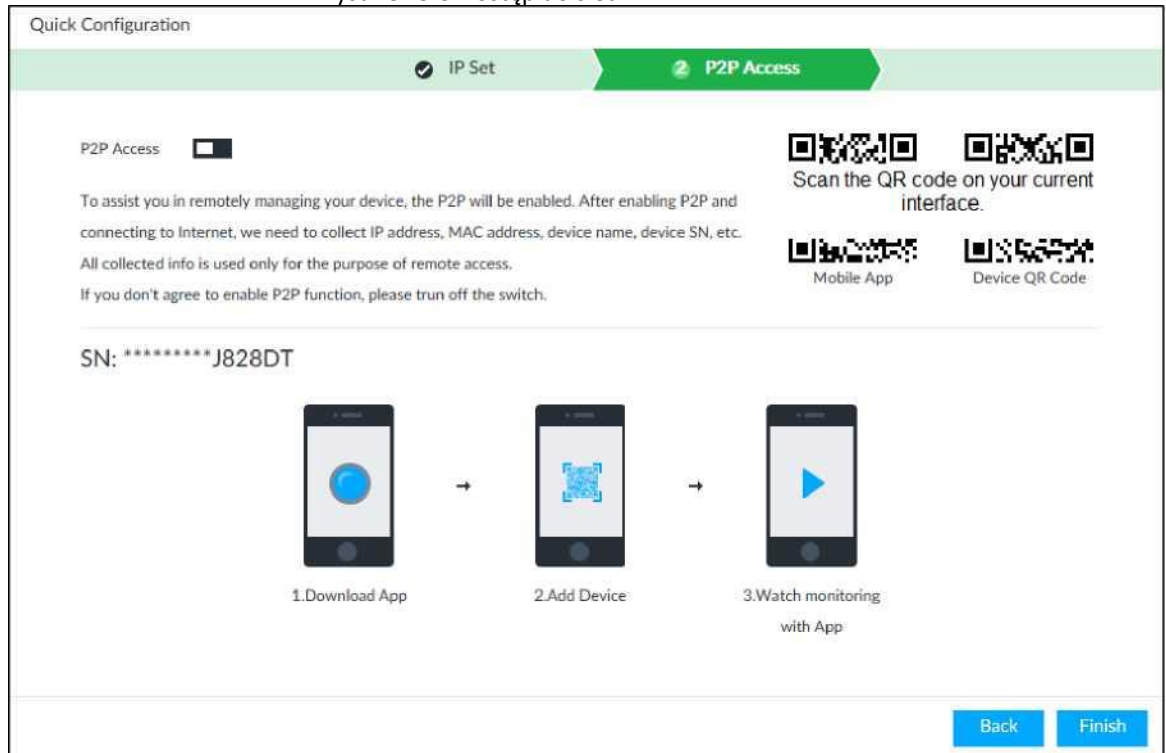 Quick Configuration
IP Set
2 P2P Access
P2P Access
To assist you in remotely managing your device, the P2P will be enabled. After enabling P2P and
connecting to Internet, we need to collect IP address, MAC address, device name, device SN, etc.
All collected info is used only for the purpose of remote access.
If you don't agree to enable P2P function, please trun off the switch.
Scan the QR code on your current
interface.
Mobile App
Device QR Code
SN: *********J828DT
1.Download App
2.Add Device
3.Watch monitoring
with App
Back
Finish